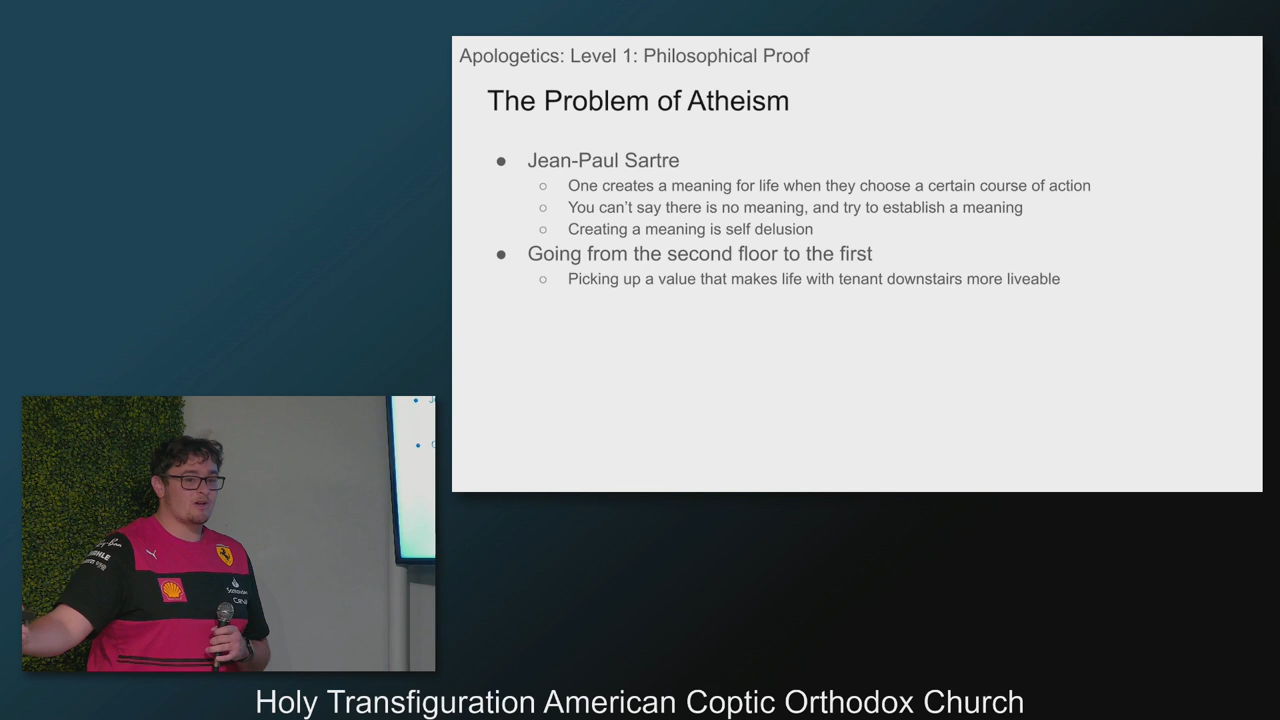 Apologetics: Level 1: Philosophical Proof
The Problem of Atheism
● Jean-Paul Sartre
○ One creates a meaning for life when they choose a certain course of action
○ You can’t say there is no meaning, and try to establish a meaning
○ Creating a meaning is self delusion
● Going from the second floor to the first
○ Picking up a value that makes life with tenant downstairs more liveable
Holy Transfiguration American Coptic Orthodox Church